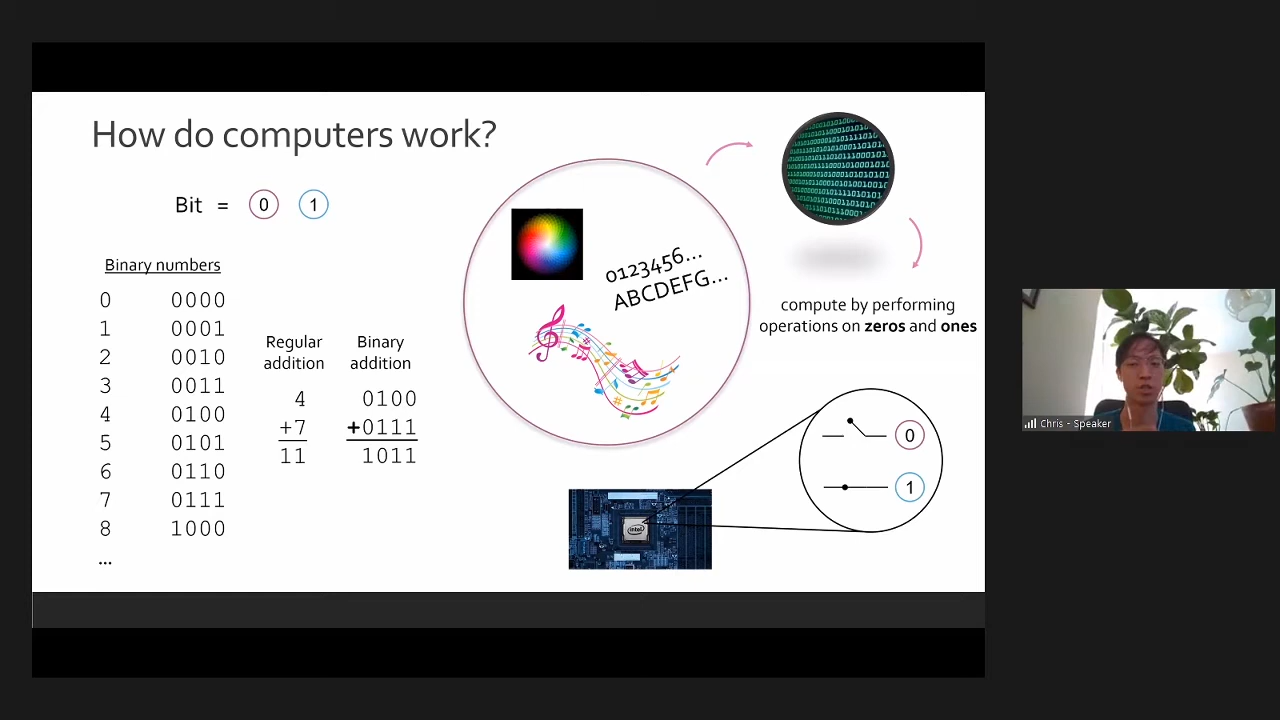 How do computers work?
Bit = 0 1
Binary numbers
0 0000
1 0001
2 0010
3 0011
4 0100
5 0101
6 0110
7 0111
8 1000
...
Regular
addition
4
+7
11
Binary
addition
0100
+0111
1011
0123456...
ABCDEFG...
compute by performing
operations on zeros and ones
intel
0
1
Chris - Speaker